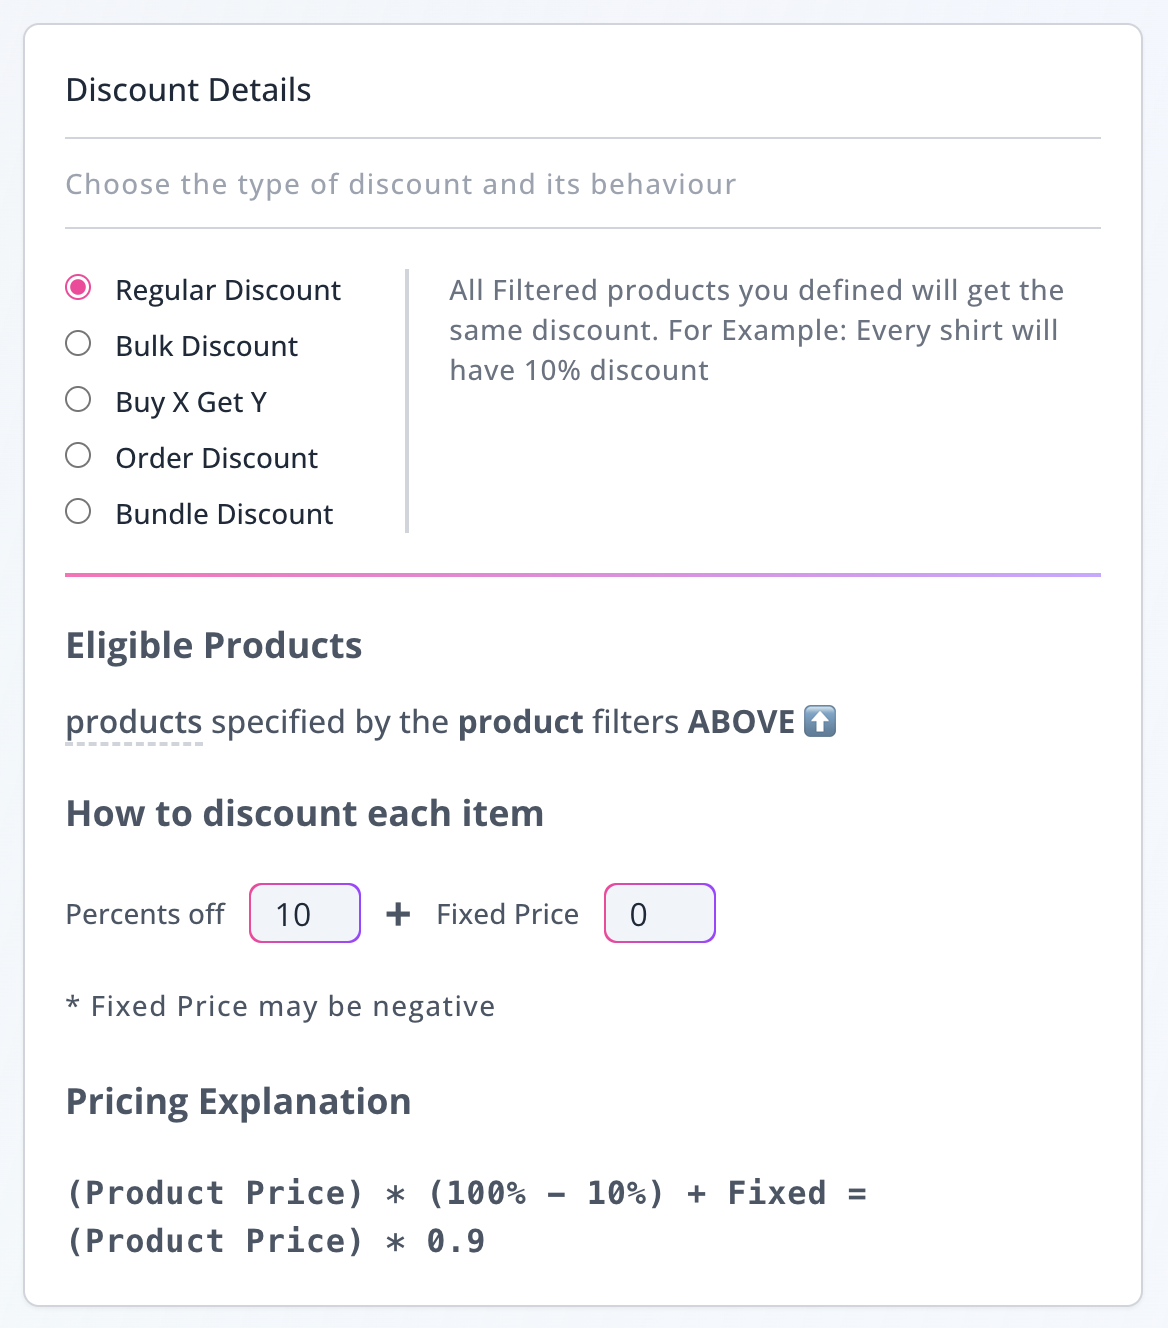 Discount Details
Choose the type of discount and its behaviour
Regular Discount
Bulk Discount
Buy X Get Y
Order Discount
Bundle Discount
All Filtered products you defined will get the
same discount. For Example: Every shirt will
have 10% discount
Eligible Products
products specified by the product filters ABOVE ⬆️
How to discount each item
Percents off 10 + Fixed Price 0
* Fixed Price may be negative
Pricing Explanation
(Product Price) * (100% - 10%) + Fixed =
(Product Price) * 0.9